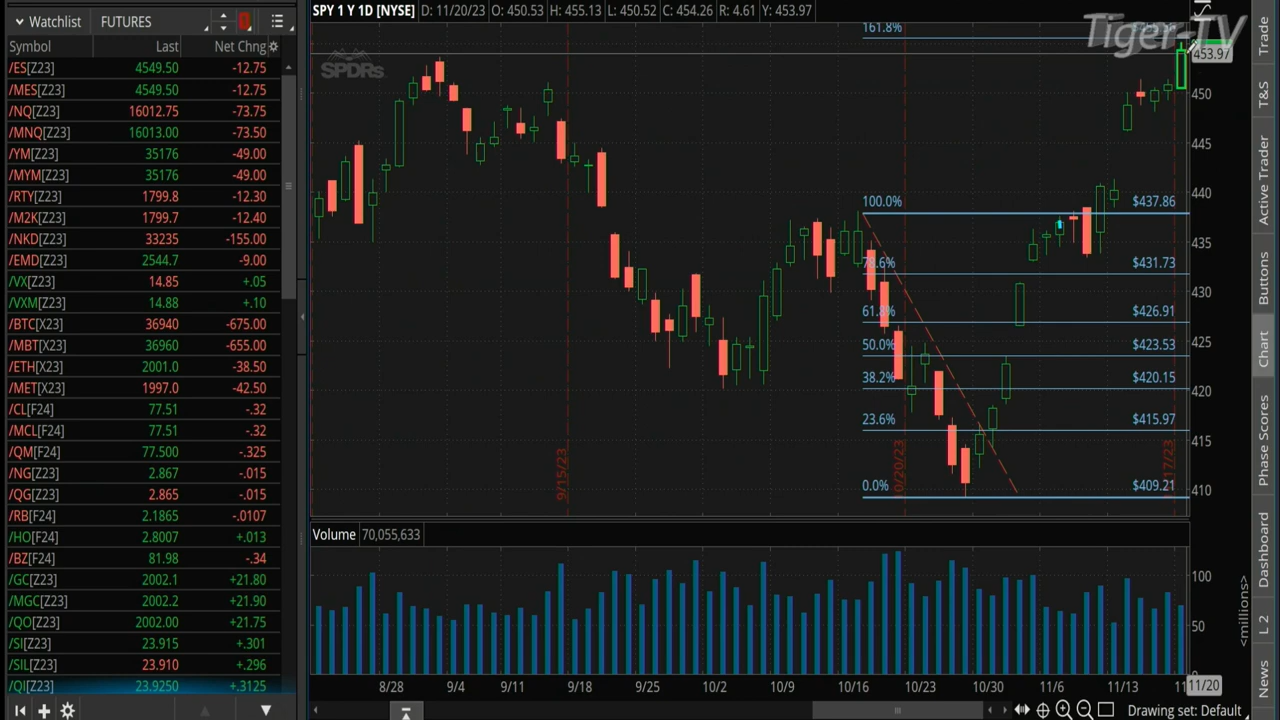 Watchlist FUTURES
Symbol Last Net Chng
/ES[Z23] 4549.50 -12.75
/MES[Z23] 4549.50 -12.75
/NQ[Z23] 16012.75 -73.75
/MNQ[Z23] 16013.00 -73.50
/YM[Z23] 35176 -49.00
/MYM[Z23] 35176 -49.00
/RTY[Z23] 1799.8 -12.30
/M2K[Z23] 1799.7 -12.40
/NKD[Z23] 33235 -155.00
/EMD[Z23] 2544.7 -9.00
/VX[Z23] 14.85 +.05
/VXM[Z23] 14.88 +.10
/BTC[X23] 36940 -675.00
/MBT[X23] 36960 -655.00
/ETH[X23] 2001.0 -38.50
/MET[X23] 1997.0 -42.50
/CL[F24] 77.51 -.32
/MCL[F24] 77.51 -.32
/QM[F24] 77.500 -.325
/NG[Z23] 2.867 -.015
/QG[Z23] 2.865 -.015
/RB[F24] 2.1865 -.0107
/HO[F24] 2.8007 +.013
/BZ[F24] 81.98 -.34
/GC[Z23] 2002.1 +21.80
/MGC[Z23] 2002.2 +21.90
/QO[Z23] 2002.00 +21.75
/SI[Z23] 23.915 +.301
/SIL[Z23] 23.910 +.296
/QI[Z23] 23.9250 +.3125
SPY 1 Y 1D [NYSE] D: 11/20/23 O: 450.53 H: 455.13 L: 450.52 C: 454.26 R: 4.61 Y: 453.97
Tiger-TV
SPDRs
161.8%
453.97
450
445
440
435
430
425
420
415
410
100.0% $437.86
78.6% $431.73
61.8% $426.91
50.0% $423.53
38.2% $420.15
23.6% $415.97
0.0% $409.21
9/15/23
10/20/23
Volume 70,055,633
100
50
<millions>
8/28 9/4 9/11 9/18 9/25 10/2 10/9 10/16 10/23 10/30 11/6 11/13 11/20
Drawing set: Default
Trade
T&S
Active Trader
Buttons
Chart
Phase Scores
Dashboard
L 2
News